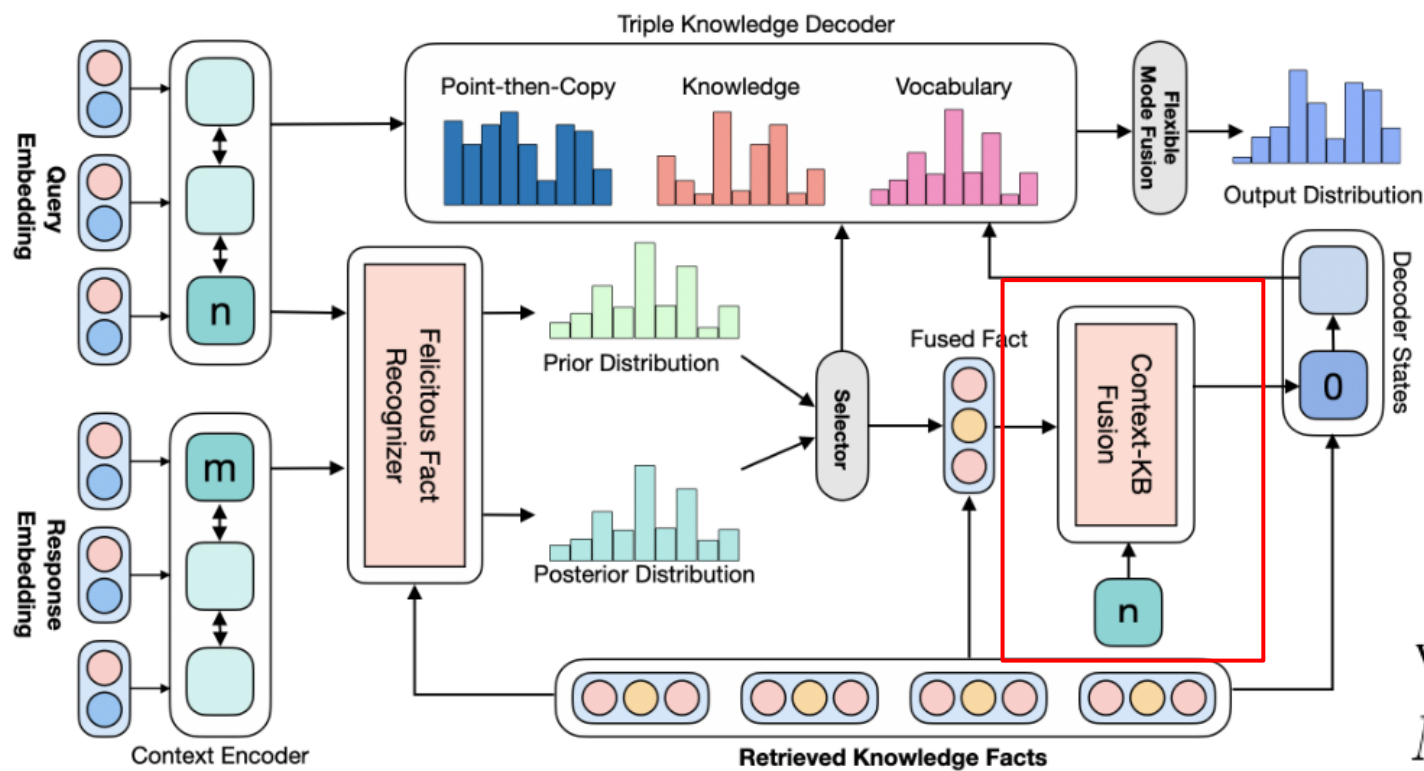 Triple Knowledge Decoder
Point-then-Copy
Knowledge
Vocabulary
Flexible
Mode Fusion
Output Distribution
Query
Embedding
n
Felicitous Fact
Recognizer
Prior Distribution
Selector
Fused Fact
Context-KB
Fusion
0
Decoder States
Response
Embedding
m
Posterior Distribution
n
Context Encoder
Retrieved Knowledge Facts